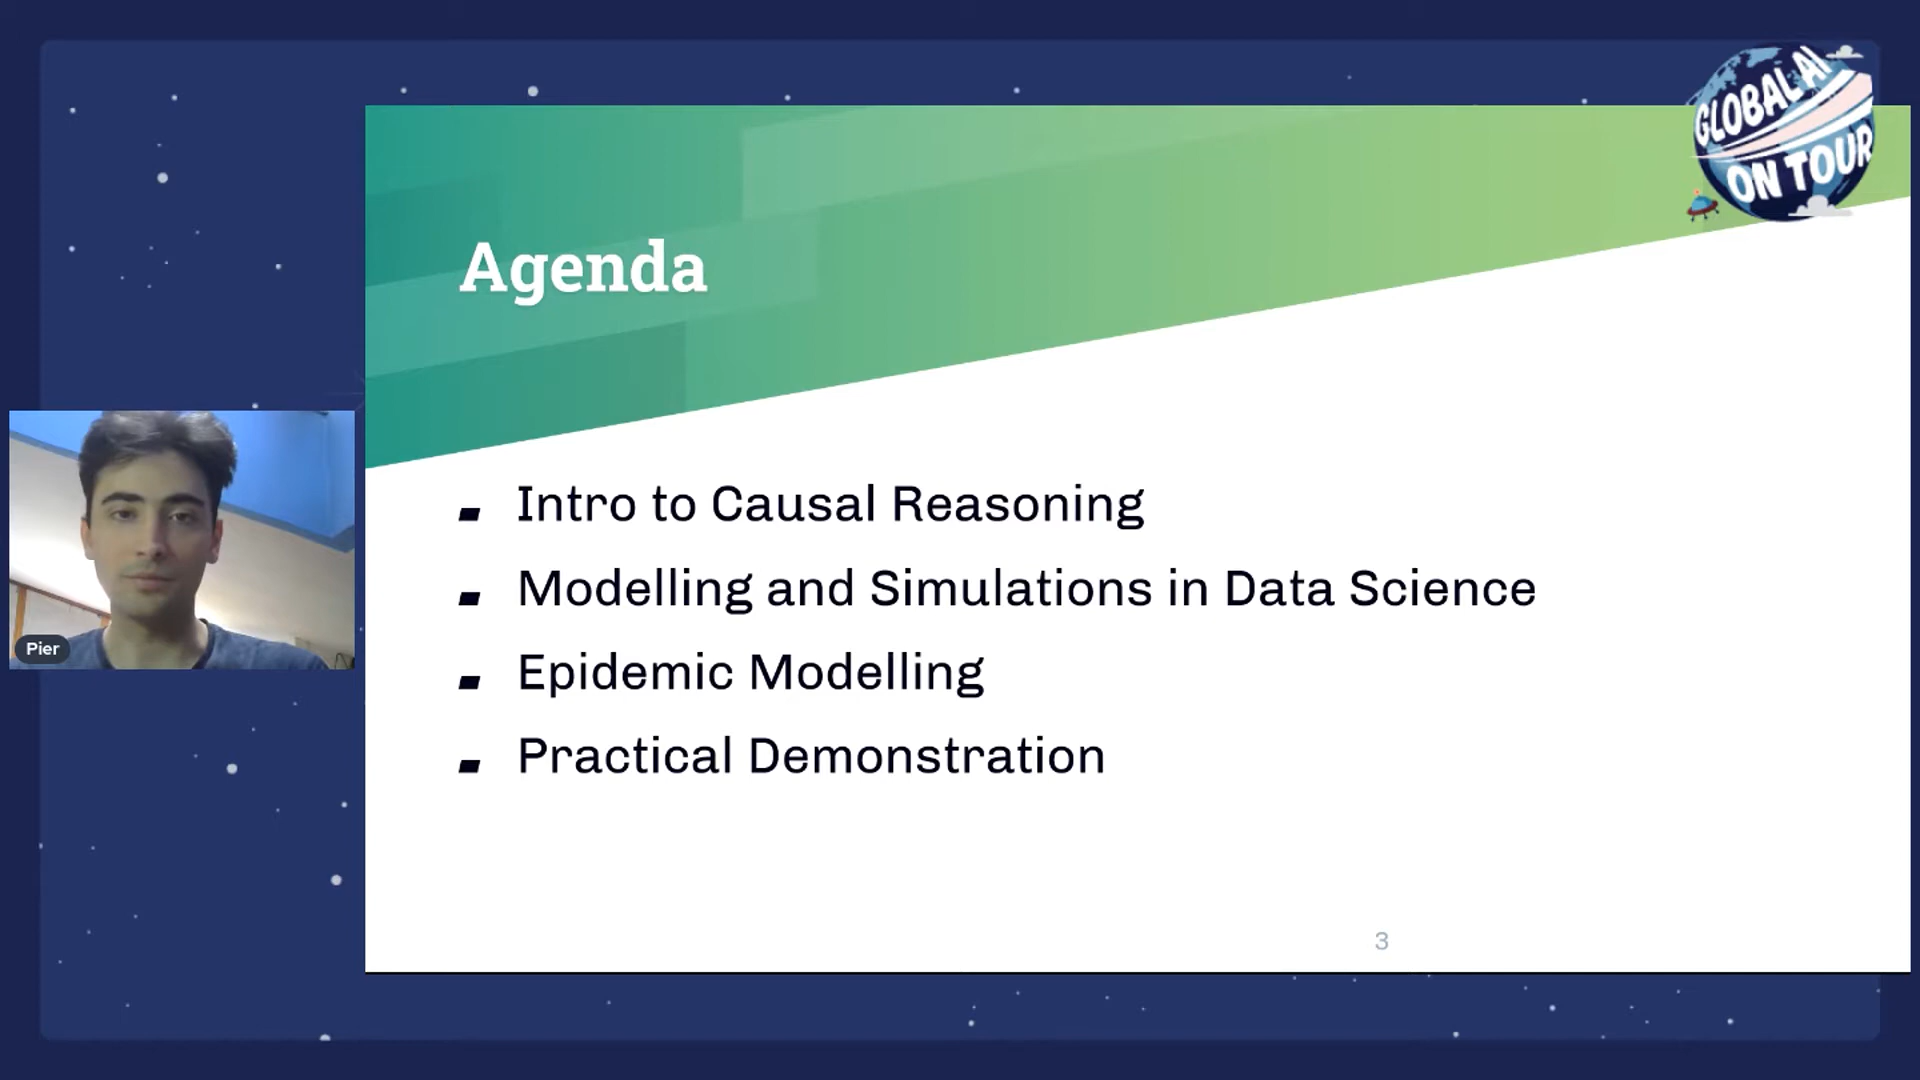 GLOBAL AI
ON TOUR
Agenda
Intro to Causal Reasoning
Modelling and Simulations in Data Science
Epidemic Modelling
Practical Demonstration
Pier
3